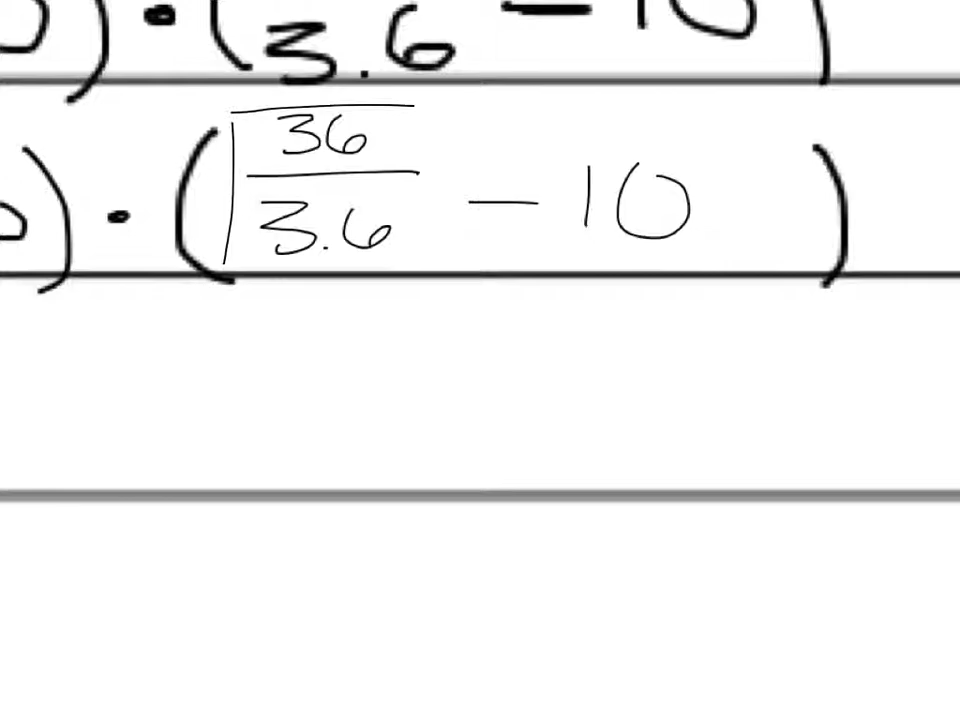 ) · ( 3.6 − 10 )
) · ( 36/3.6 − 10 )